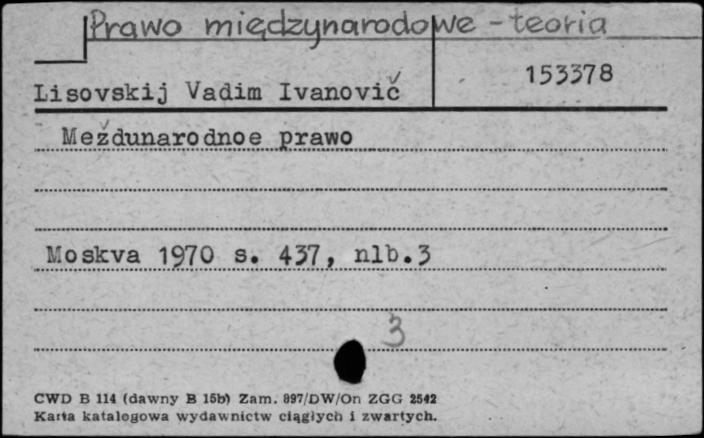 Prawo międzynarodowe - teoria
153378
Lisovskij Vadim Ivanovič
Meždunarodnoe prawo
Moskva 1970 s. 437, nlb.3
3
CWD B 114 (dawny B 15b) Zam. 897/DW/On ZGG 2542
Karta katalogowa wydawnictw ciągłych i zwartych.